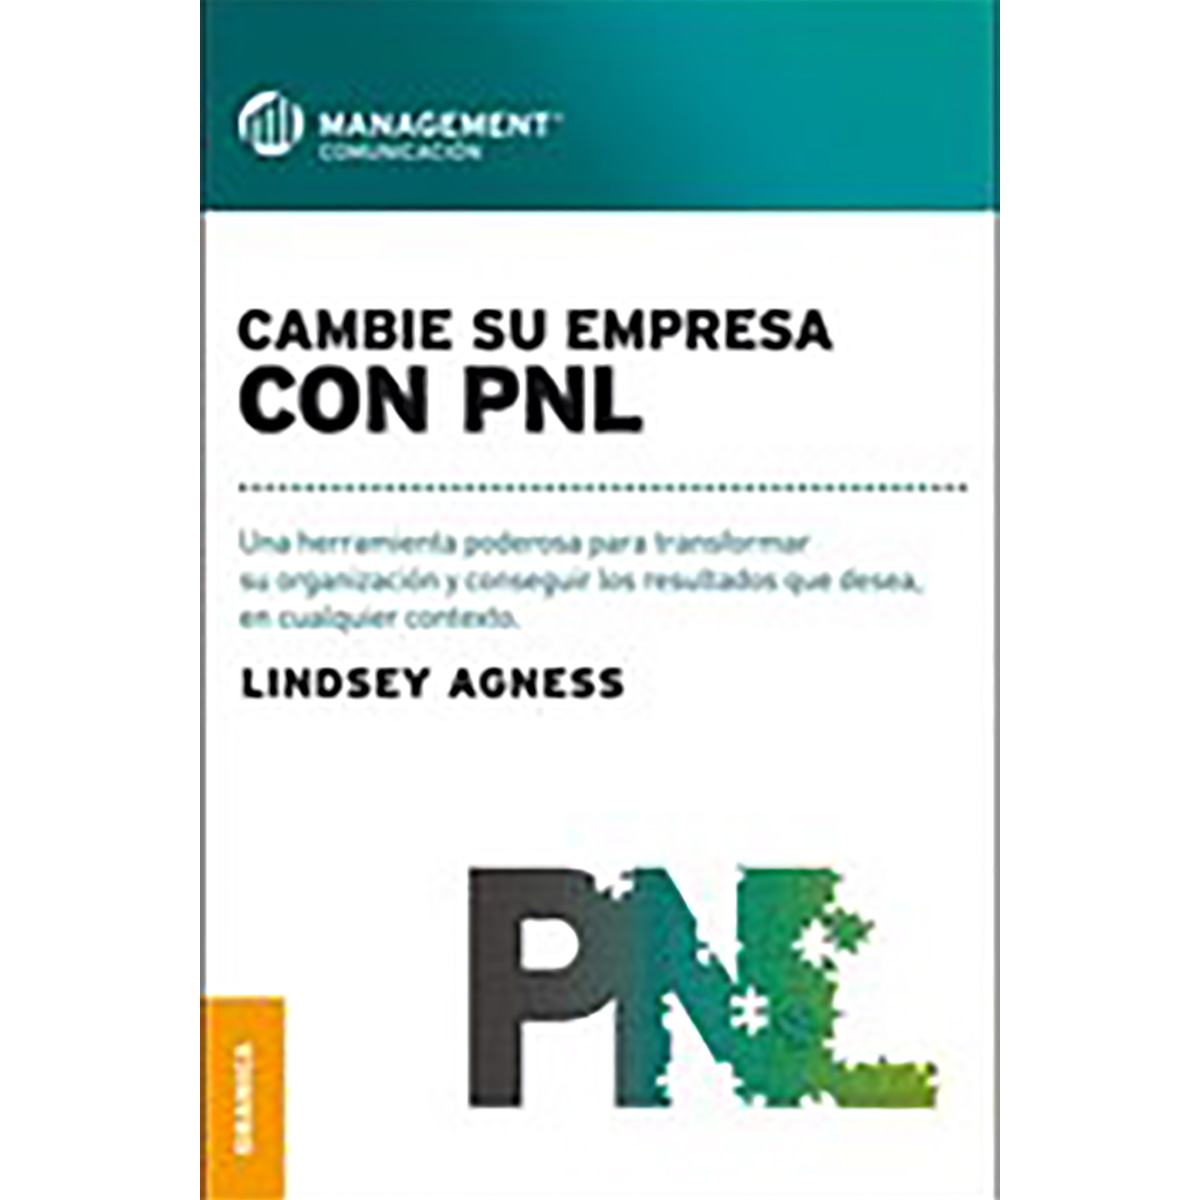 MANAGEMENT
COMUNICACIÓN
CAMBIE SU EMPRESA
CON PNL
Una herramienta poderosa para transformar
su organización y conseguir los resultados que desea,
en cualquier contexto.
LINDSEY AGNESS
PNL
GRANICA